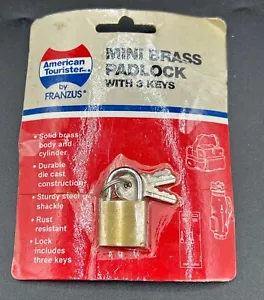 American
Tourister
by
FRANZUS
MINI BRASS
PADLOCK
WITH 3 KEYS
• Solid brass
body and
cylinder
• Durable
die cast
construction
• Sturdy steel
shackle
• Rust
resistant
• Lock
includes
three keys